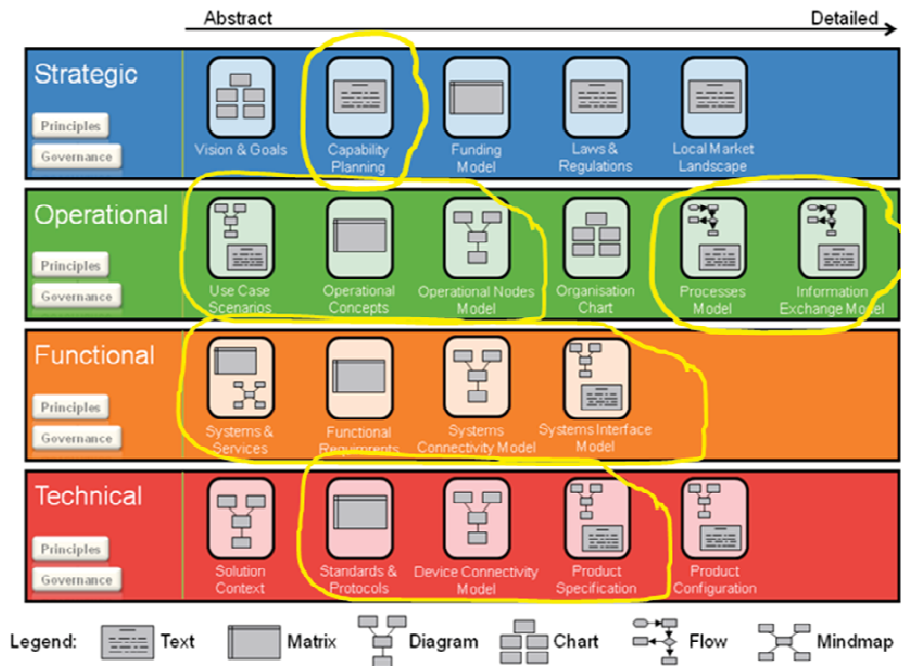 Abstract
Detailed
Strategic
Principles
Governance
Vision & Goals
Capability
Planning
Funding
Model
Laws &
Regulations
Local Market
Landscape
Operational
Principles
Governance
Use Case
Scenarios
Operational
Concepts
Operational Nodes
Model
Organisation
Chart
Processes
Model
Information
Exchange Model
Functional
Principles
Governance
Systems &
Services
Functional
Requirments
Systems
Connectivity Model
Systems Interface
Model
Technical
Principles
Governance
Solution
Context
Standards &
Protocols
Device Connectivity
Model
Product
Specification
Product
Configuration
Legend:
Text
Matrix
Diagram
Chart
Flow
Mindmap